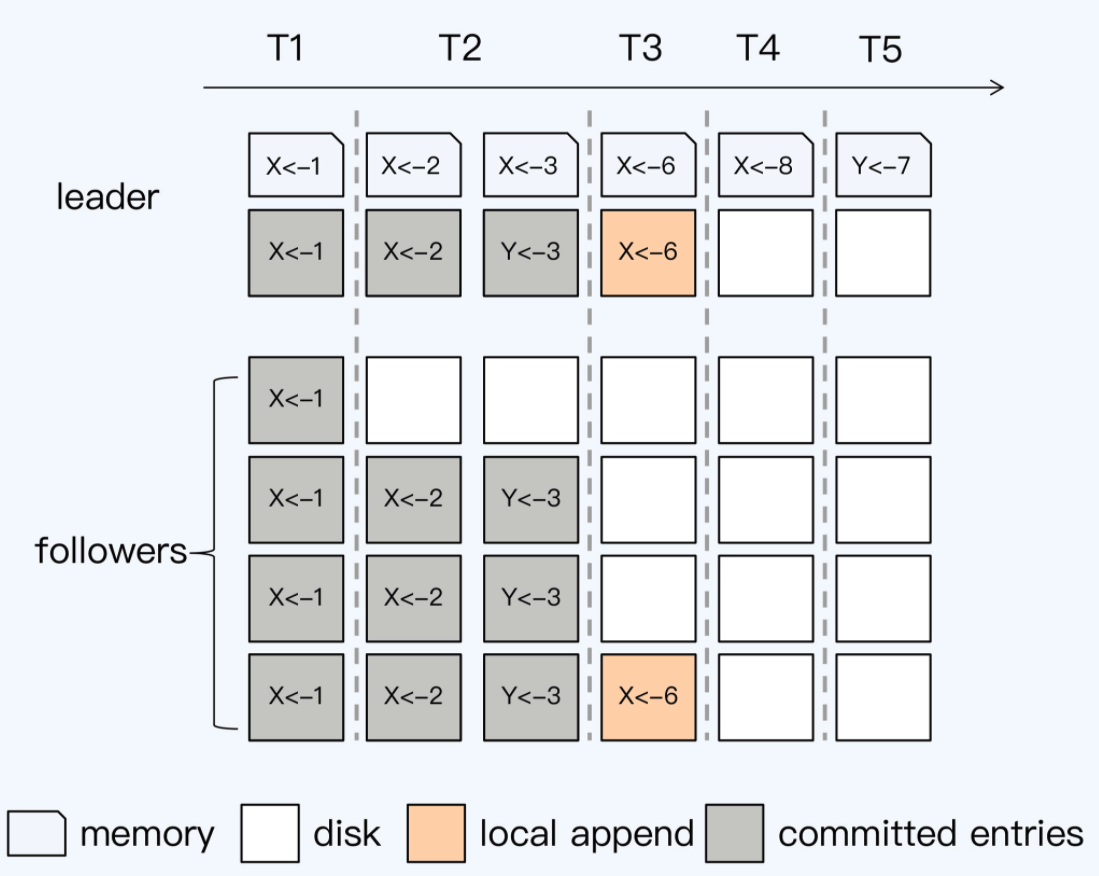 T1 T2 T3 T4 T5
X<–1 X<–2 X<–3 X<–6 X<–8 Y<–7
leader
X<–1 X<–2 Y<–3 X<–6
X<–1
X<–1 X<–2 Y<–3
followers
X<–1 X<–2 Y<–3
X<–1 X<–2 Y<–3 X<–6
memory disk local append committed entries